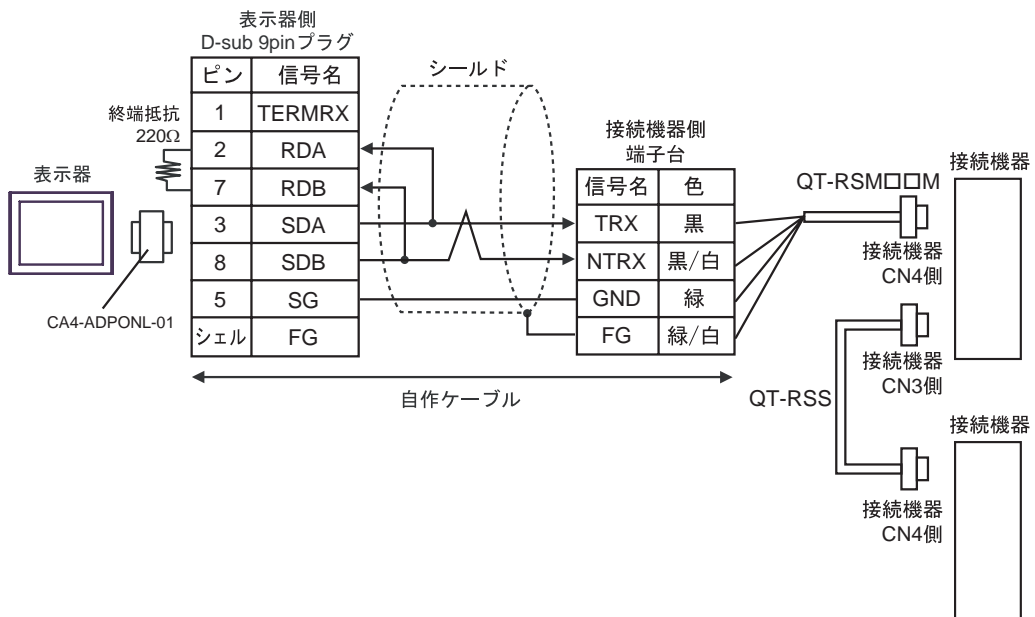 表示器側
D-sub 9pinプラグ
ピン 信号名
1 TERMRX
2 RDA
7 RDB
3 SDA
8 SDB
5 SG
シェル FG
終端抵抗
220Ω
表示器
CA4-ADPONL-01
シールド
接続機器側
端子台
信号名 色
TRX 黒
NTRX 黒/白
GND 緑
FG 緑/白
自作ケーブル
QT-RSM□□M
接続機器
接続機器
CN4側
接続機器
CN3側
QT-RSS
接続機器
接続機器
CN4側